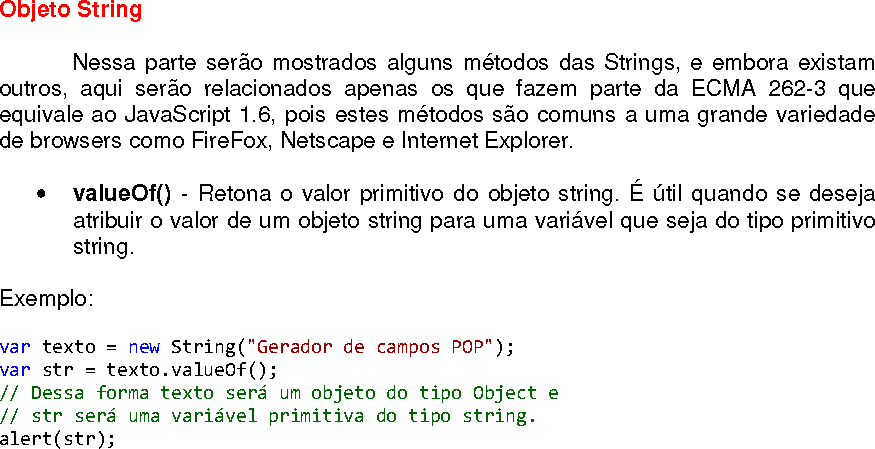 Objeto String
Nessa parte serão mostrados alguns métodos das Strings, e embora existam
outros, aqui serão relacionados apenas os que fazem parte da ECMA 262-3 que
equivale ao JavaScript 1.6, pois estes métodos são comuns a uma grande variedade
de browsers como FireFox, Netscape e Internet Explorer.
• valueOf() - Retona o valor primitivo do objeto string. É útil quando se deseja
atribuir o valor de um objeto string para uma variável que seja do tipo primitivo
string.
Exemplo:
var texto = new String("Gerador de campos POP");
var str = texto.valueOf();
// Dessa forma texto será um objeto do tipo Object e
// str será uma variável primitiva do tipo string.
alert(str);